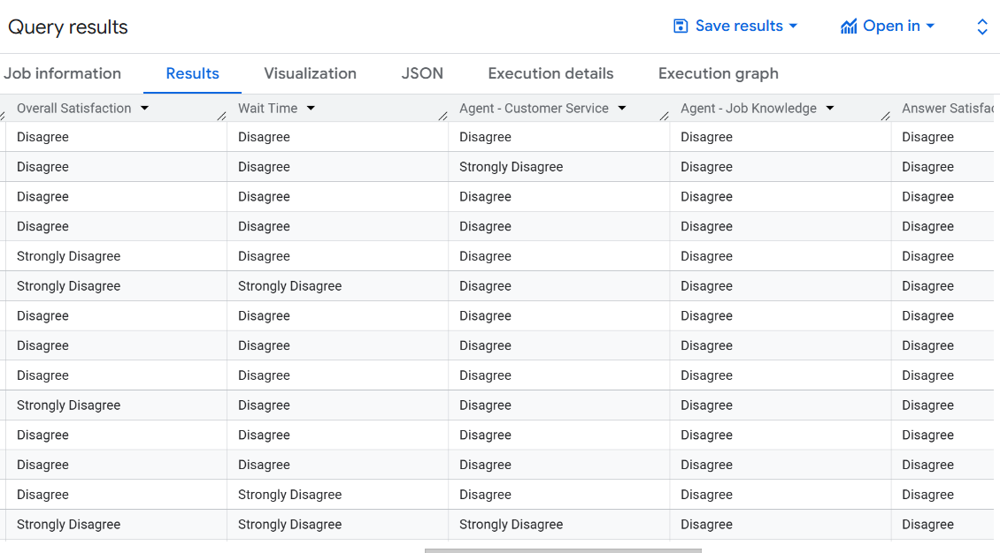 Query results Save results Open in
Job information Results Visualization JSON Execution details Execution graph
Overall Satisfaction Wait Time Agent - Customer Service Agent - Job Knowledge Answer Satisfac
Disagree Disagree Disagree Disagree Disagree
Disagree Disagree Strongly Disagree Disagree Disagree
Disagree Disagree Disagree Disagree Disagree
Disagree Disagree Disagree Disagree Disagree
Strongly Disagree Disagree Disagree Disagree Disagree
Strongly Disagree Strongly Disagree Disagree Disagree Disagree
Disagree Disagree Disagree Disagree Disagree
Disagree Disagree Disagree Disagree Disagree
Disagree Disagree Disagree Disagree Disagree
Strongly Disagree Disagree Disagree Disagree Disagree
Disagree Disagree Disagree Disagree Disagree
Disagree Disagree Disagree Disagree Disagree
Disagree Strongly Disagree Disagree Disagree Disagree
Strongly Disagree Strongly Disagree Strongly Disagree Disagree Disagree